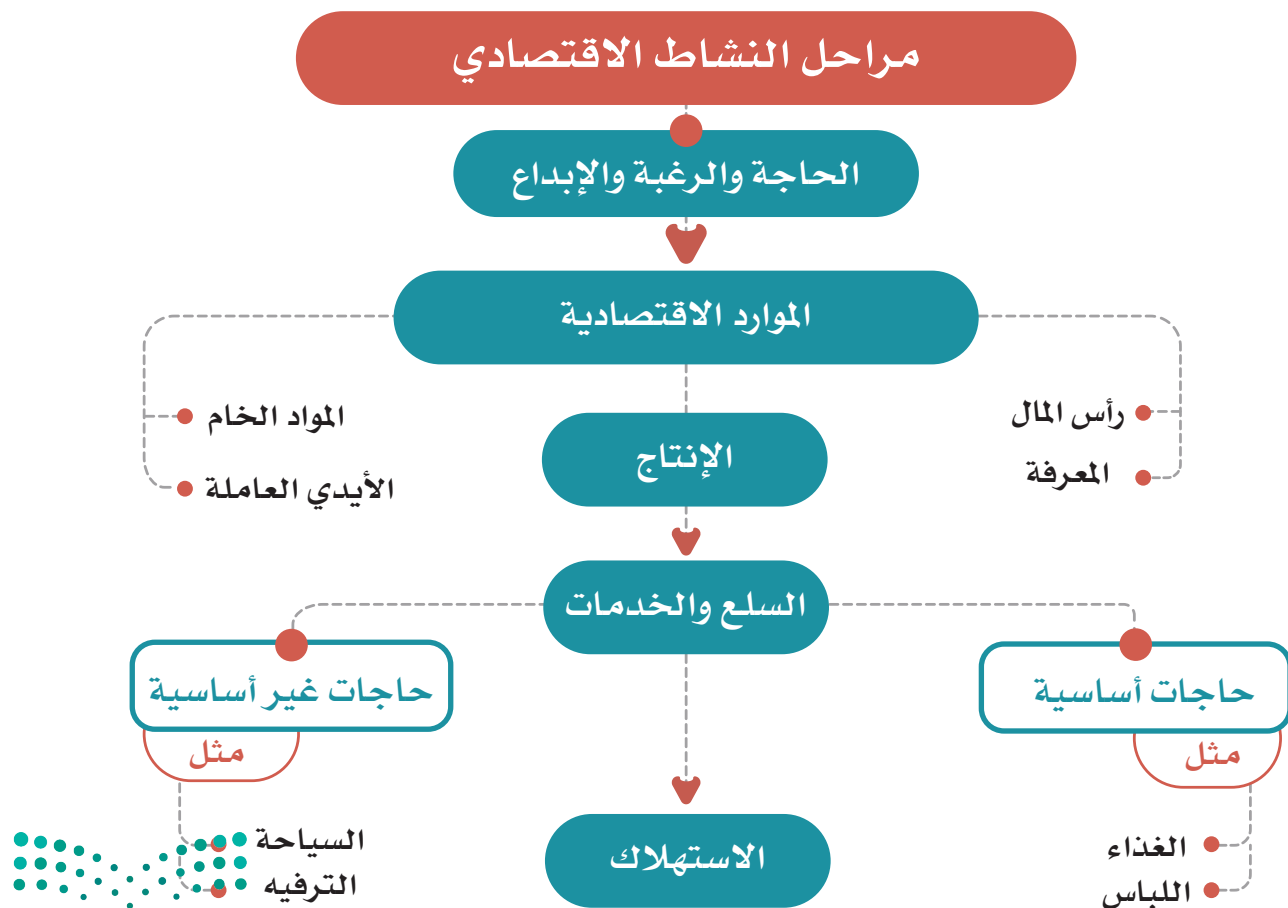 مراحل النشاط الاقتصادي
الحاجة والرغبة والإبداع
الموارد الاقتصادية
رأس المال
المعرفة
المواد الخام
الأيدي العاملة
الإنتاج
السلع والخدمات
حاجات أساسية
مثل
الغذاء
اللباس
حاجات غير أساسية
مثل
السياحة
الترفيه
الاستهلاك